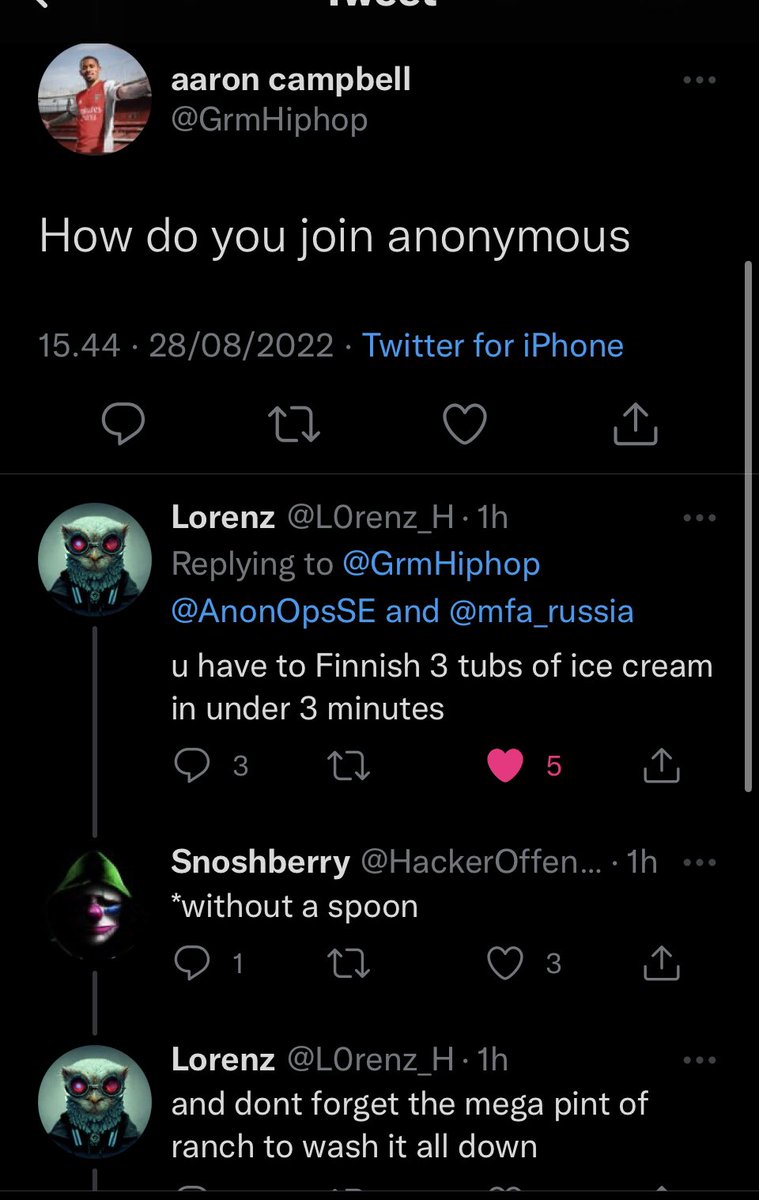 Tweet
aaron campbell
@GrmHiphop
How do you join anonymous
15.44 · 28/08/2022 · Twitter for iPhone
Lorenz @L0renz_H · 1h
Replying to @GrmHiphop
@AnonOpsSE and @mfa_russia
u have to Finnish 3 tubs of ice cream
in under 3 minutes
3 5
Snoshberry @HackerOffen... · 1h
*without a spoon
1 3
Lorenz @L0renz_H · 1h
and dont forget the mega pint of
ranch to wash it all down